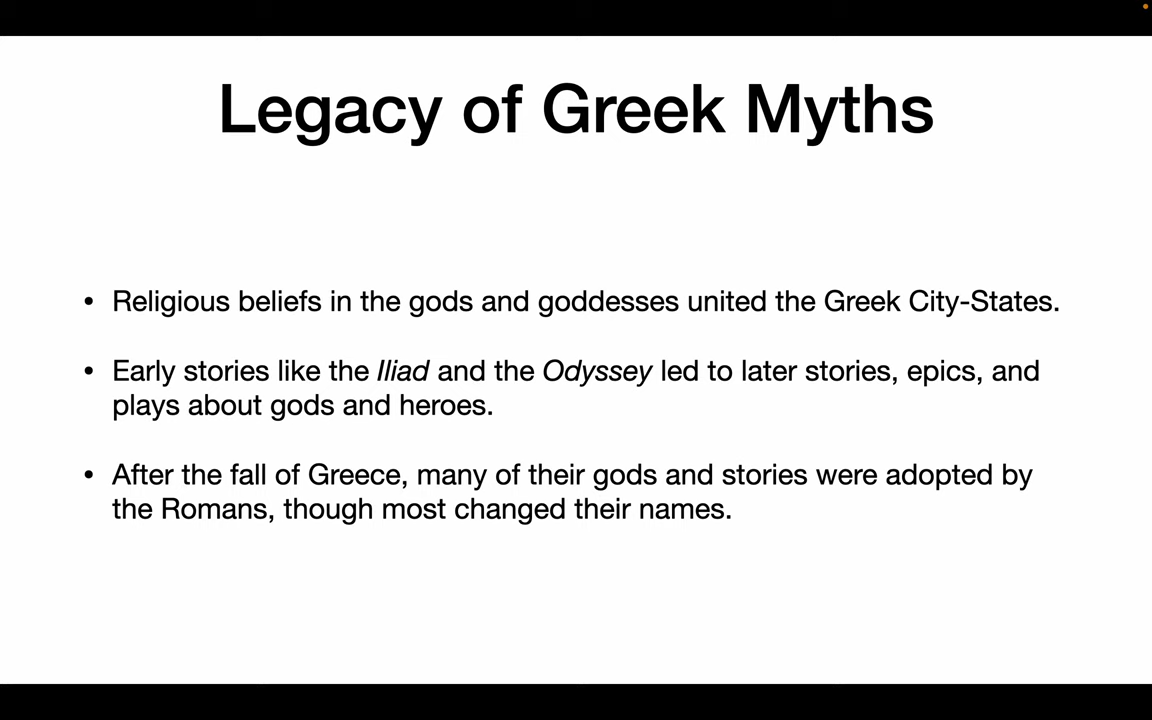 Legacy of Greek Myths
• Religious beliefs in the gods and goddesses united the Greek City-States.
• Early stories like the Iliad and the Odyssey led to later stories, epics, and
plays about gods and heroes.
• After the fall of Greece, many of their gods and stories were adopted by
the Romans, though most changed their names.